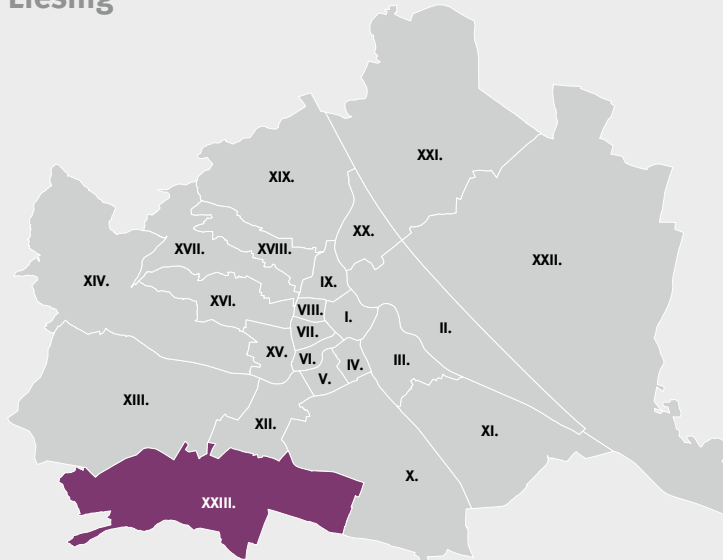 Liesing
XXI.
XIX.
XX.
XVII.
XVIII.
XXII.
XIV.
IX.
XVI.
VIII.
I.
II.
VII.
XV.
VI.
IV.
III.
V.
XIII.
XII.
XI.
X.
XXIII.